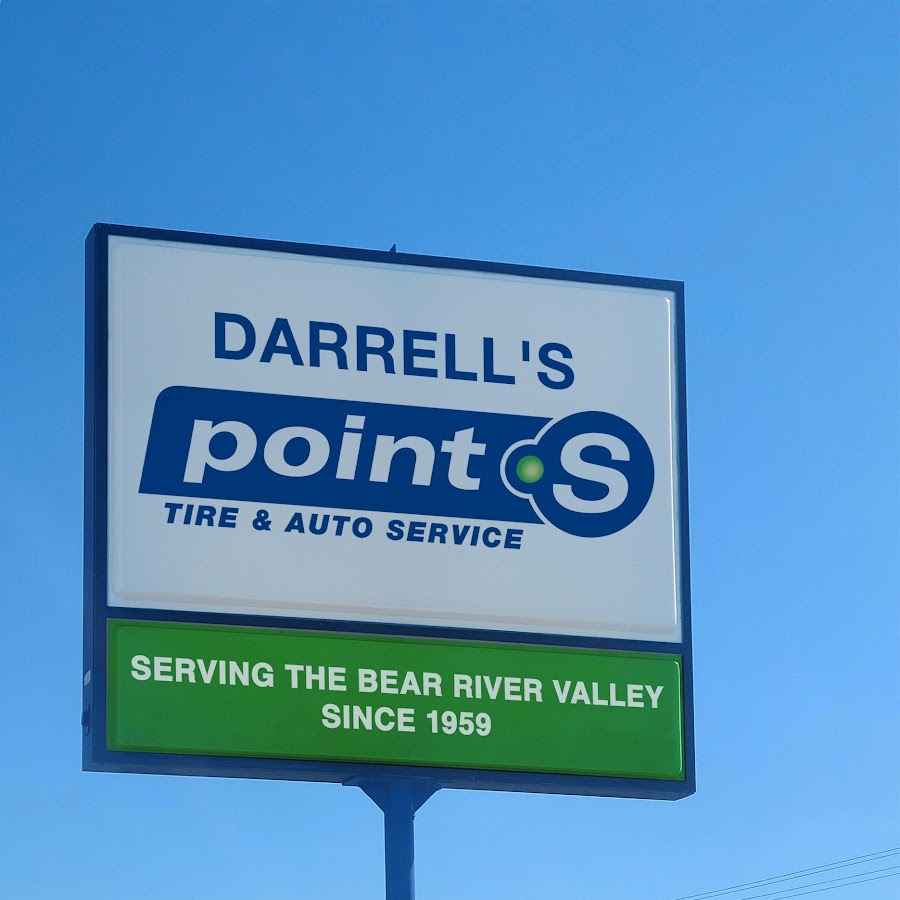 DARRELL'S
point S
TIRE & AUTO SERVICE
SERVING THE BEAR RIVER VALLEY
SINCE 1959